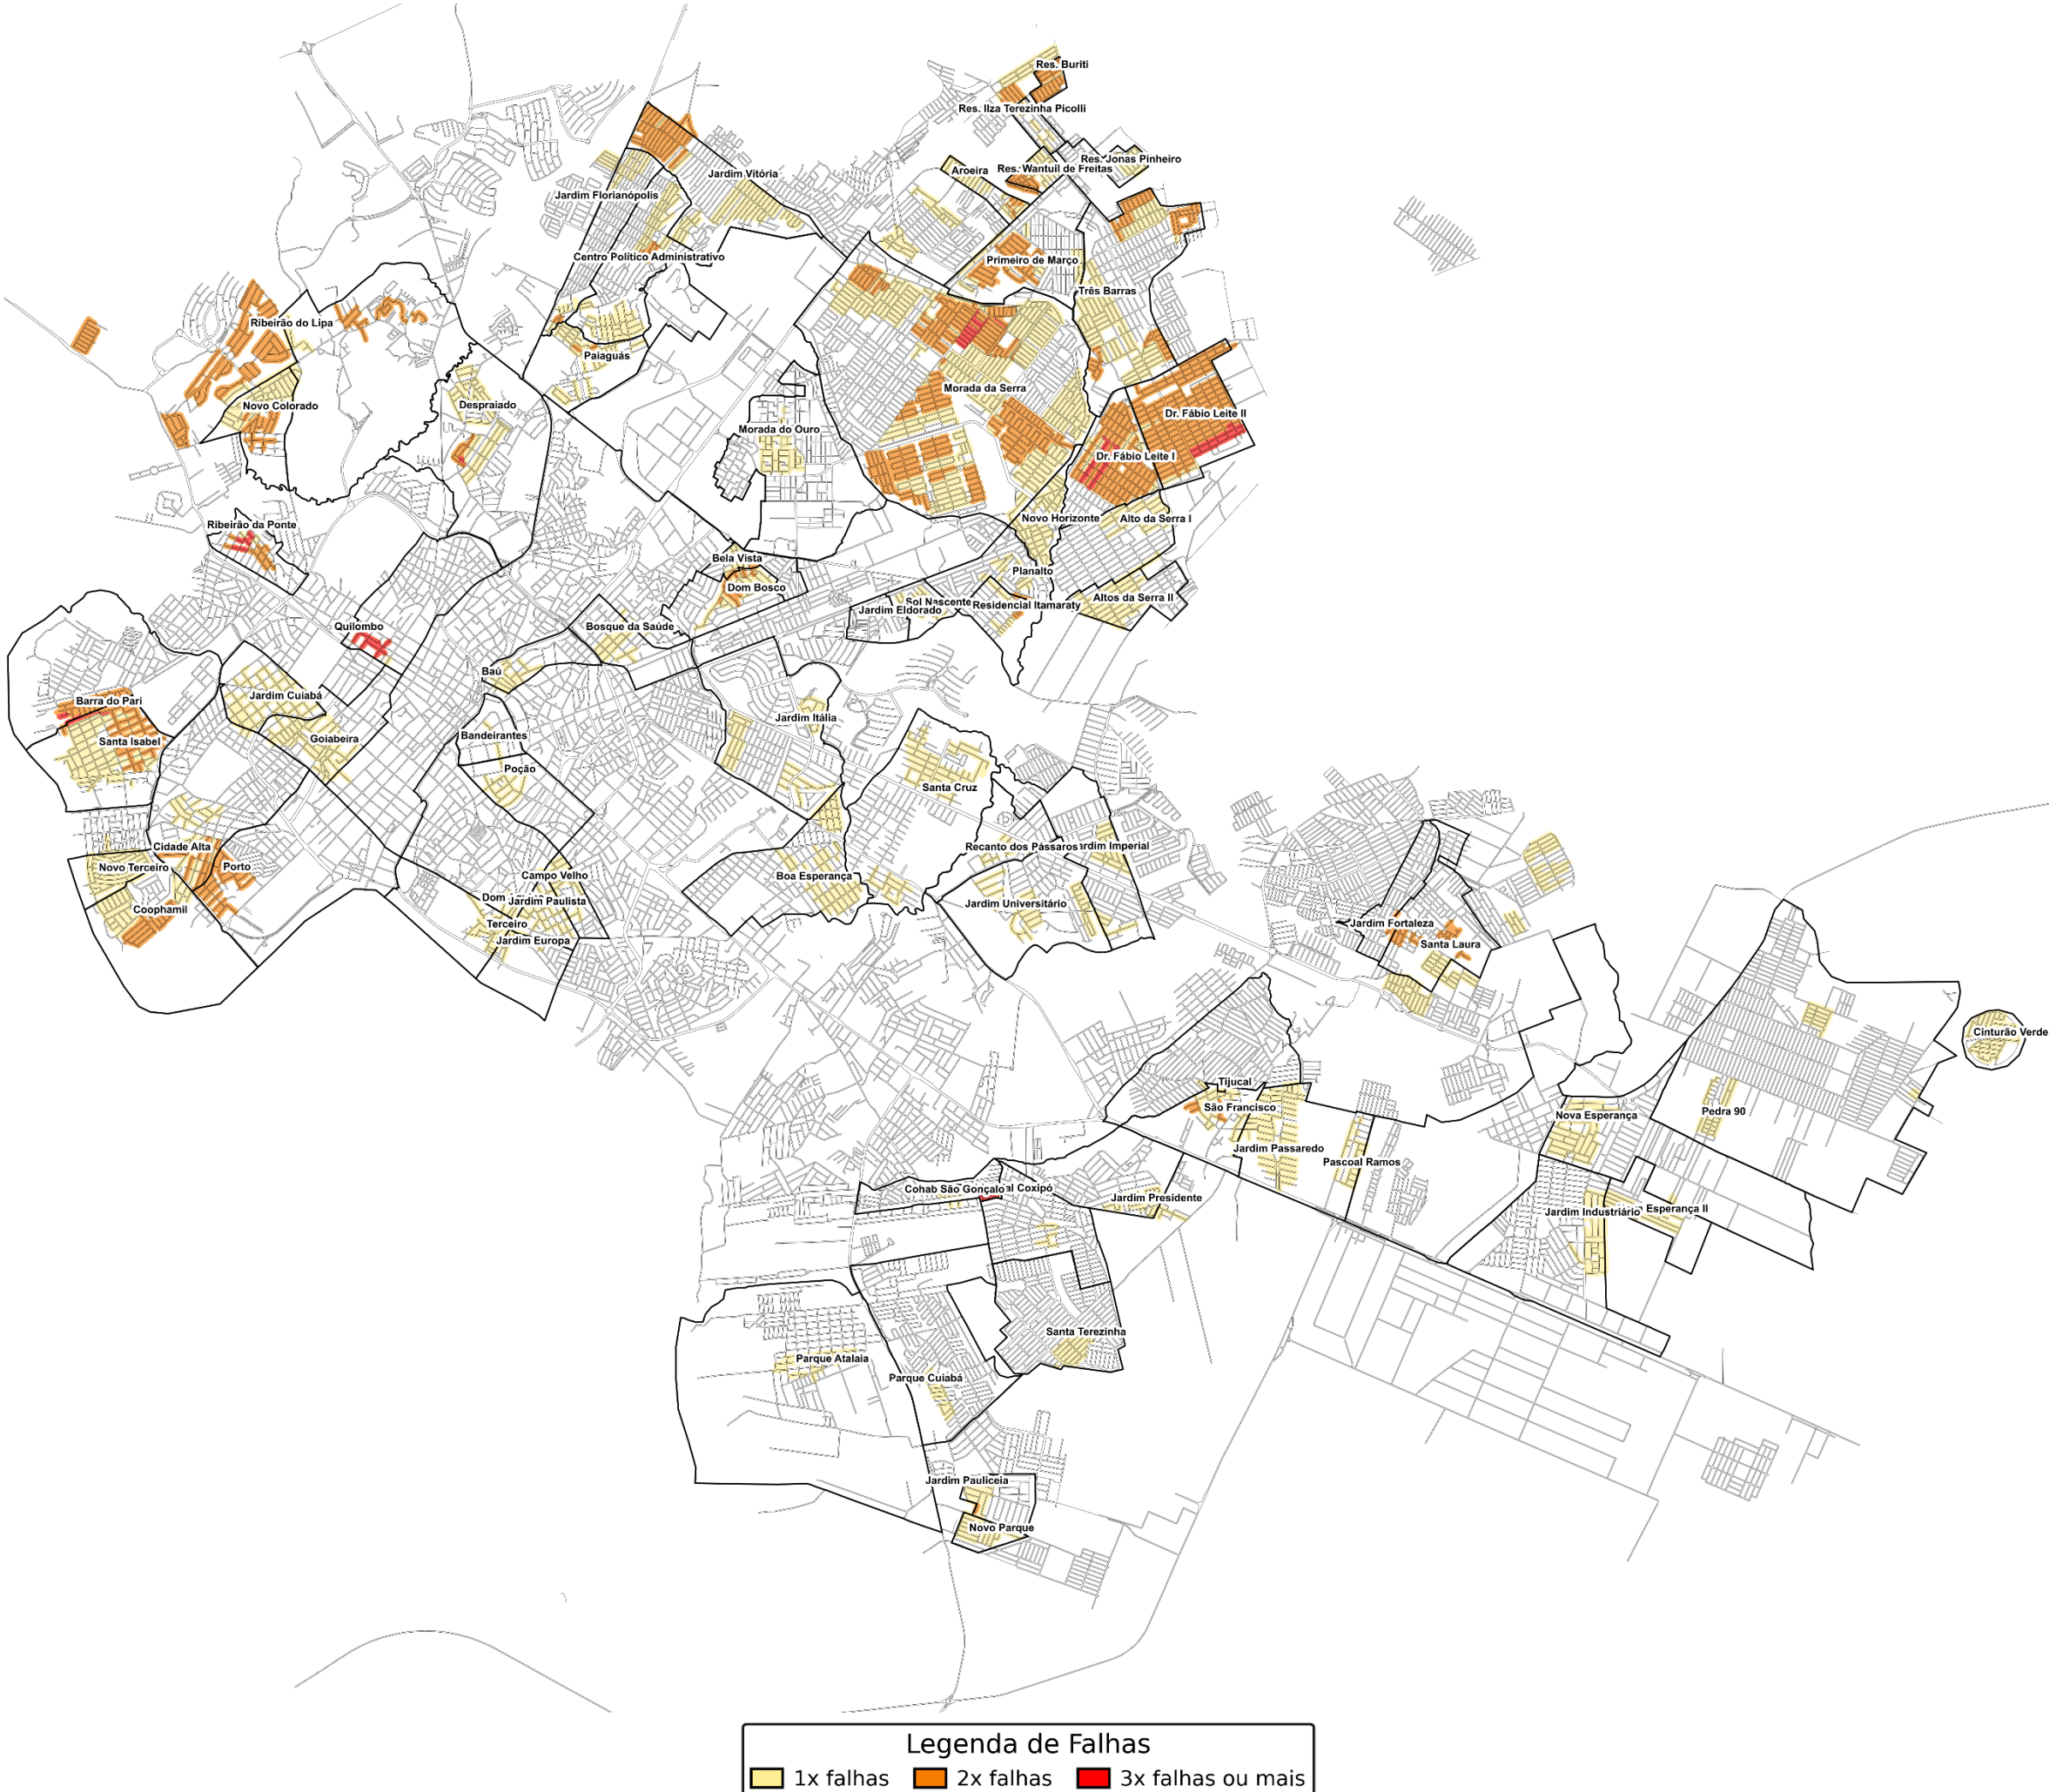 Res. Buriti
Res. Ilza Terezinha Picolli
Res. Jonas Pinheiro
Aroeira
Res. Wantuil de Freitas
Jardim Vitória
Jardim Florianópolis
Centro Político Administrativo
Primeiro de Março
Três Barras
Ribeirão do Lipa
Paiaguás
Morada da Serra
Novo Colorado
Despraiado
Dr. Fábio Leite II
Morada do Ouro
Dr. Fábio Leite I
Novo Horizonte
Alto da Serra I
Ribeirão da Ponte
Bela Vista
Planalto
Dom Bosco
Altos da Serra II
Sol Nascente
Residencial Itamaraty
Jardim Eldorado
Quilombo
Bosque da Saúde
Baú
Jardim Cuiabá
Barra do Pari
Jardim Itália
Bandeirantes
Goiabeira
Santa Isabel
Poção
Santa Cruz
Cidade Alta
Recanto dos Pássaros
ardim Imperial
Novo Terceiro
Porto
Campo Velho
Boa Esperança
Dom
Jardim Paulista
Jardim Universitário
Coophamil
Terceiro
Jardim Fortaleza
Jardim Europa
Santa Laura
Cinturão Verde
Tijucal
São Francisco
Pedra 90
Nova Esperança
Jardim Passaredo
Pascoal Ramos
Cohab São Gonçalo
al Coxipó
Jardim Presidente
Jardim Industriário
Esperança II
Santa Terezinha
Parque Atalaia
Parque Cuiabá
Jardim Pauliceia
Novo Parque
Legenda de Falhas
1x falhas 2x falhas 3x falhas ou mais